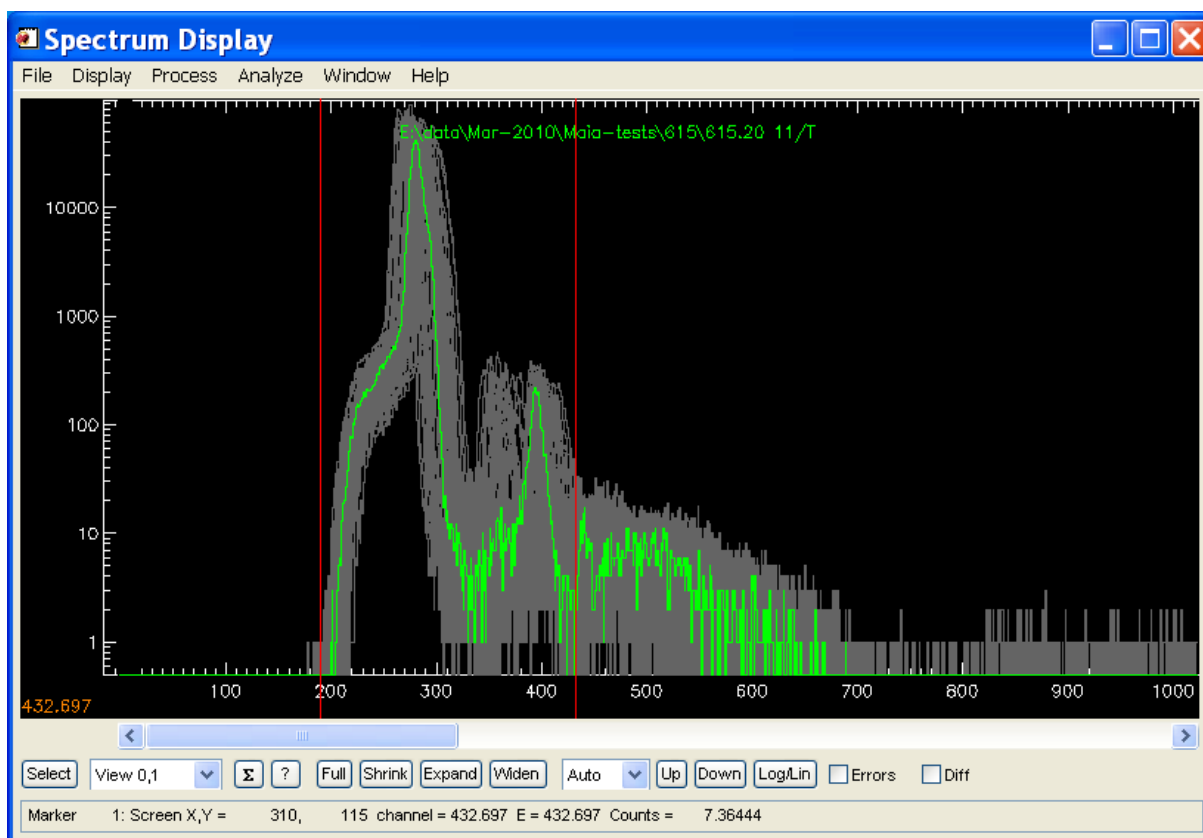 Spectrum Display
File Display Process Analyze Window Help
E:\data\Mar-2010\Maia-tests\615\615.20 11/T
10000
1000
100
10
1
100 200 300 400 500 600 700 800 900 1000
432.697
Select View 0,1 Σ ? Full Shrink Expand Widen Auto Up Down Log/Lin Errors Diff
Marker 1: Screen X,Y = 310, 115 channel = 432.697 E = 432.697 Counts = 7.36444